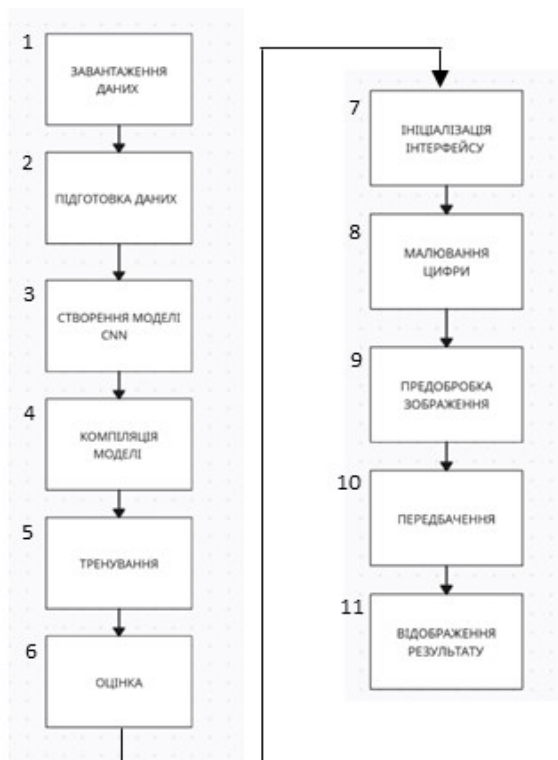 1
ЗАВАНТАЖЕННЯ
ДАНИХ
2
ПІДГОТОВКА ДАНИХ
3
СТВОРЕННЯ МОДЕЛІ
CNN
4
КОМПІЛЯЦІЯ
МОДЕЛІ
5
ТРЕНУВАННЯ
6
ОЦІНКА
7
ІНІЦІАЛІЗАЦІЯ
ІНТЕРФЕЙСУ
8
МАЛЮВАННЯ
ЦИФРИ
9
ПРЕДОБРОБКА
ЗОБРАЖЕННЯ
10
ПЕРЕДБАЧЕННЯ
11
ВІДОБРАЖЕННЯ
РЕЗУЛЬТАТУ